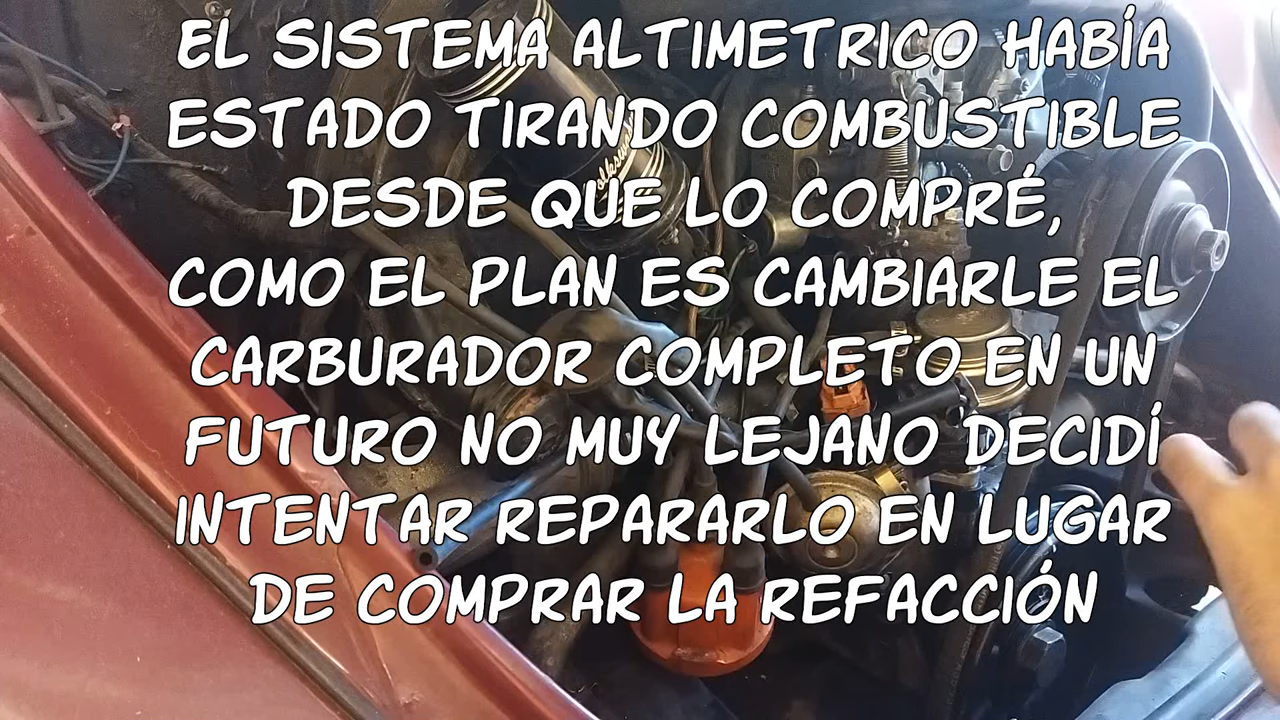 EL SISTEMA ALTIMETRICO HABÍA
ESTADO TIRANDO COMBUSTIBLE
DESDE QUE LO COMPRÉ,
COMO EL PLAN ES CAMBIARLE EL
CARBURADOR COMPLETO EN UN
FUTURO NO MUY LEJANO DECIDÍ
INTENTAR REPARARLO EN LUGAR
DE COMPRAR LA REFACCIÓN